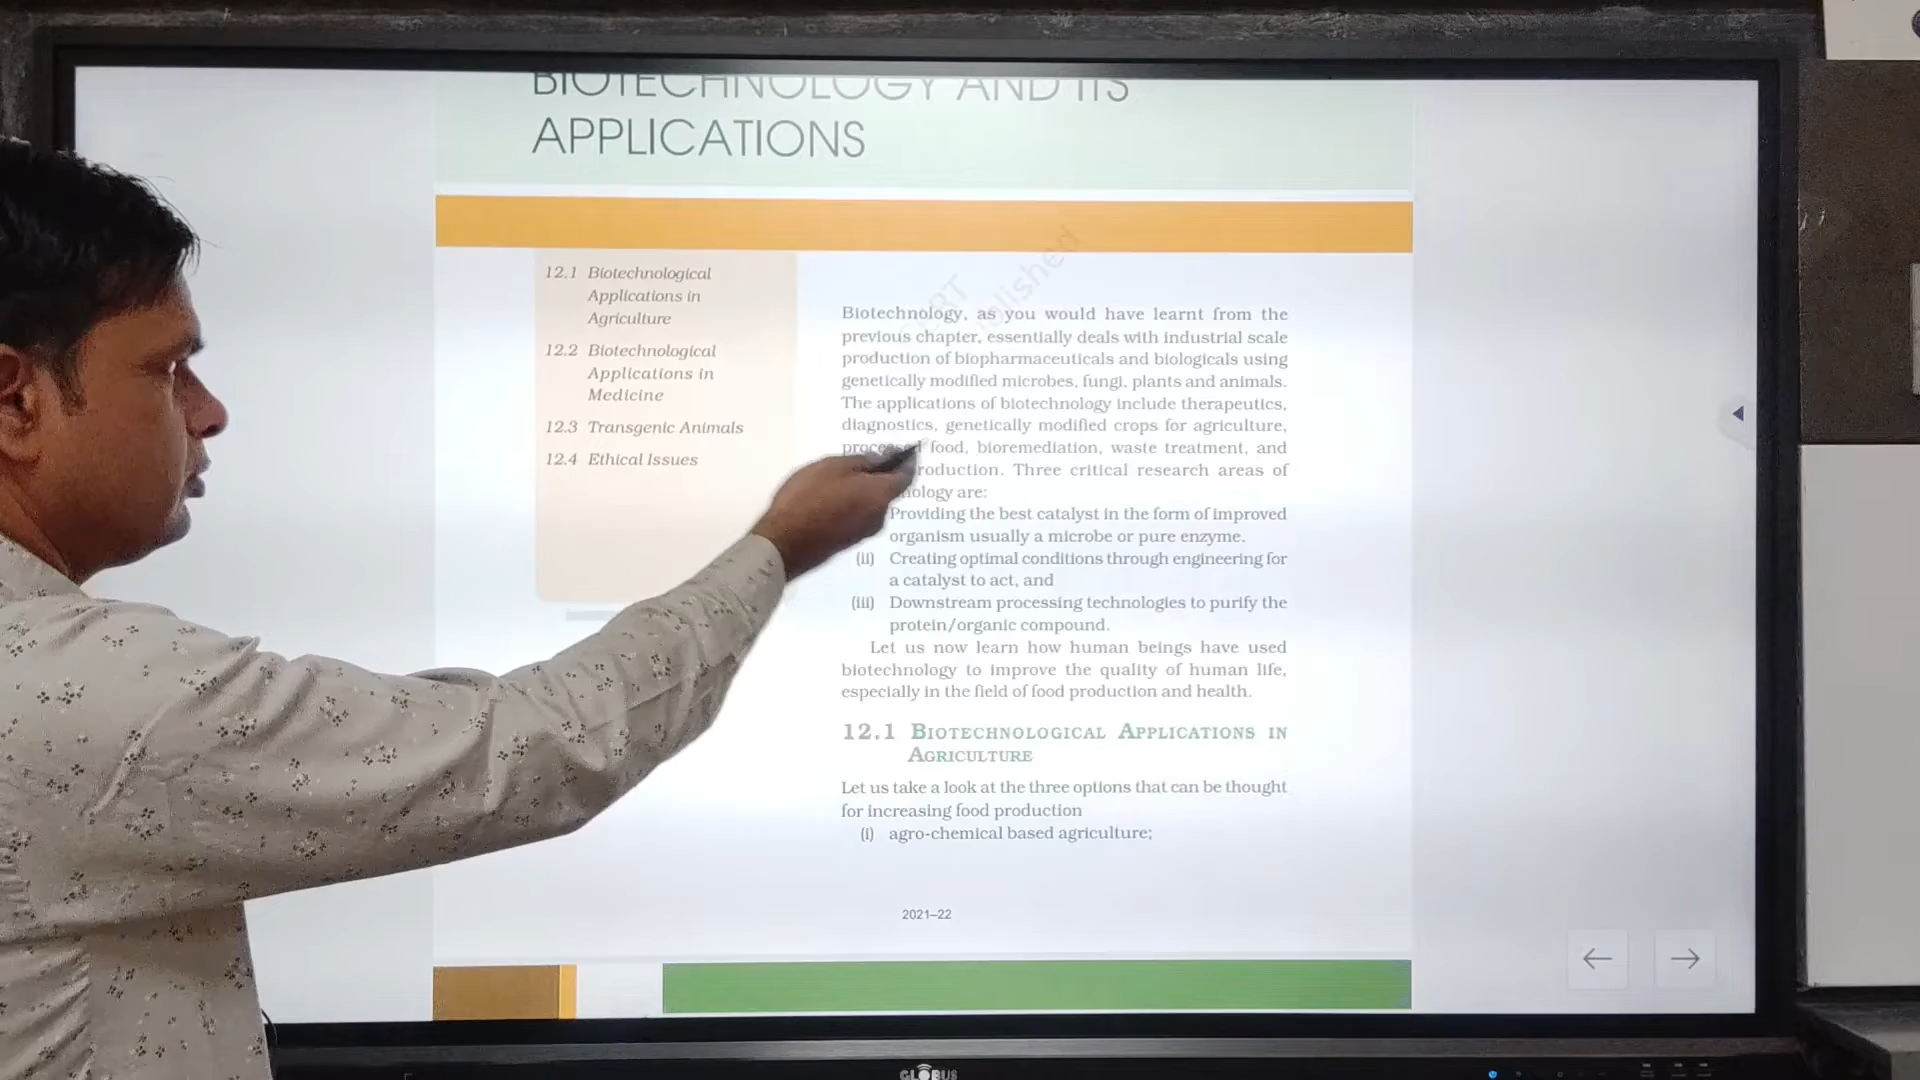 BIOTECHNOLOGY AND ITS
APPLICATIONS
12.1 Biotechnological
Applications in
Agriculture
12.2 Biotechnological
Applications in
Medicine
12.3 Transgenic Animals
12.4 Ethical Issues
Biotechnology, as you would have learnt from the
previous chapter, essentially deals with industrial scale
production of biopharmaceuticals and biologicals using
genetically modified microbes, fungi, plants and animals.
The applications of biotechnology include therapeutics,
diagnostics, genetically modified crops for agriculture,
processed food, bioremediation, waste treatment, and
roduction. Three critical research areas of
nology are:
Providing the best catalyst in the form of improved
organism usually a microbe or pure enzyme.
(ii) Creating optimal conditions through engineering for
a catalyst to act, and
(iii) Downstream processing technologies to purify the
protein/organic compound.
Let us now learn how human beings have used
biotechnology to improve the quality of human life,
especially in the field of food production and health.
12.1 BIOTECHNOLOGICAL APPLICATIONS IN
AGRICULTURE
Let us take a look at the three options that can be thought
for increasing food production
(i) agro-chemical based agriculture;
2021–22
GLOBUS